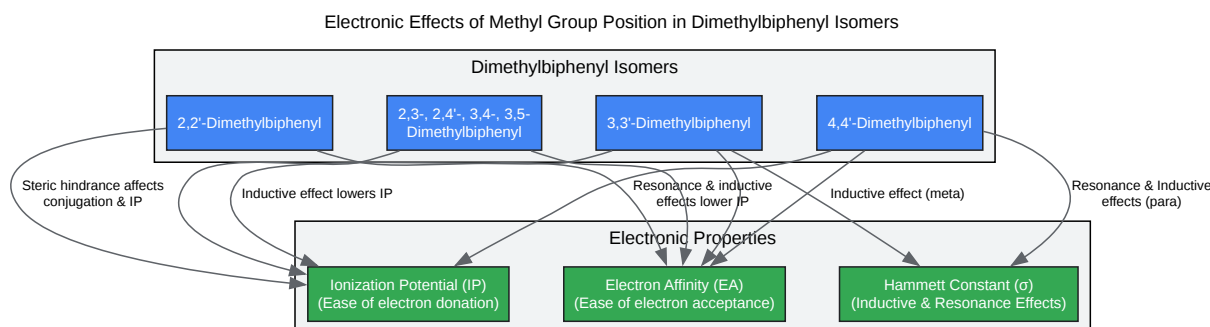 Electronic Effects of Methyl Group Position in Dimethylbiphenyl Isomers
Dimethylbiphenyl Isomers
2,2'-Dimethylbiphenyl
2,3-, 2,4'-, 3,4-, 3,5-
Dimethylbiphenyl
3,3'-Dimethylbiphenyl
4,4'-Dimethylbiphenyl
Steric hindrance affects
conjugation & IP
Inductive effect lowers IP
Resonance & inductive
effects lower IP
Inductive effect (meta)
Resonance & Inductive
effects (para)
Electronic Properties
Ionization Potential (IP)
(Ease of electron donation)
Electron Affinity (EA)
(Ease of electron acceptance)
Hammett Constant (σ)
(Inductive & Resonance Effects)